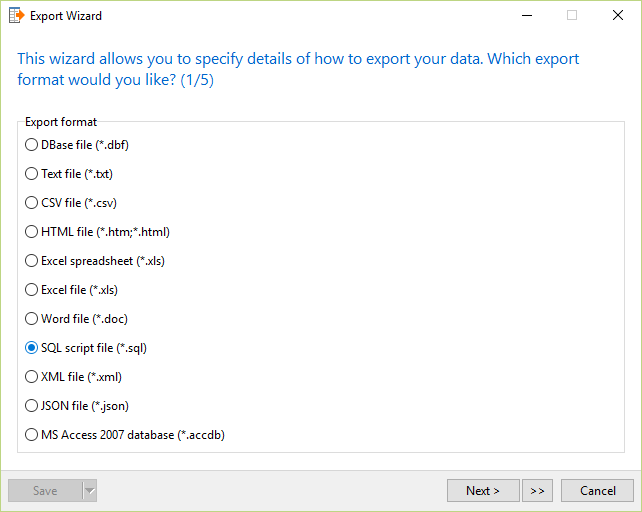 Export Wizard
This wizard allows you to specify details of how to export your data. Which export
format would you like? (1/5)
Export format
DBase file (*.dbf)
Text file (*.txt)
CSV file (*.csv)
HTML file (*.htm;*.html)
Excel spreadsheet (*.xls)
Excel file (*.xls)
Word file (*.doc)
SQL script file (*.sql)
XML file (*.xml)
JSON file (*.json)
MS Access 2007 database (*.accdb)
Save Next > >> Cancel